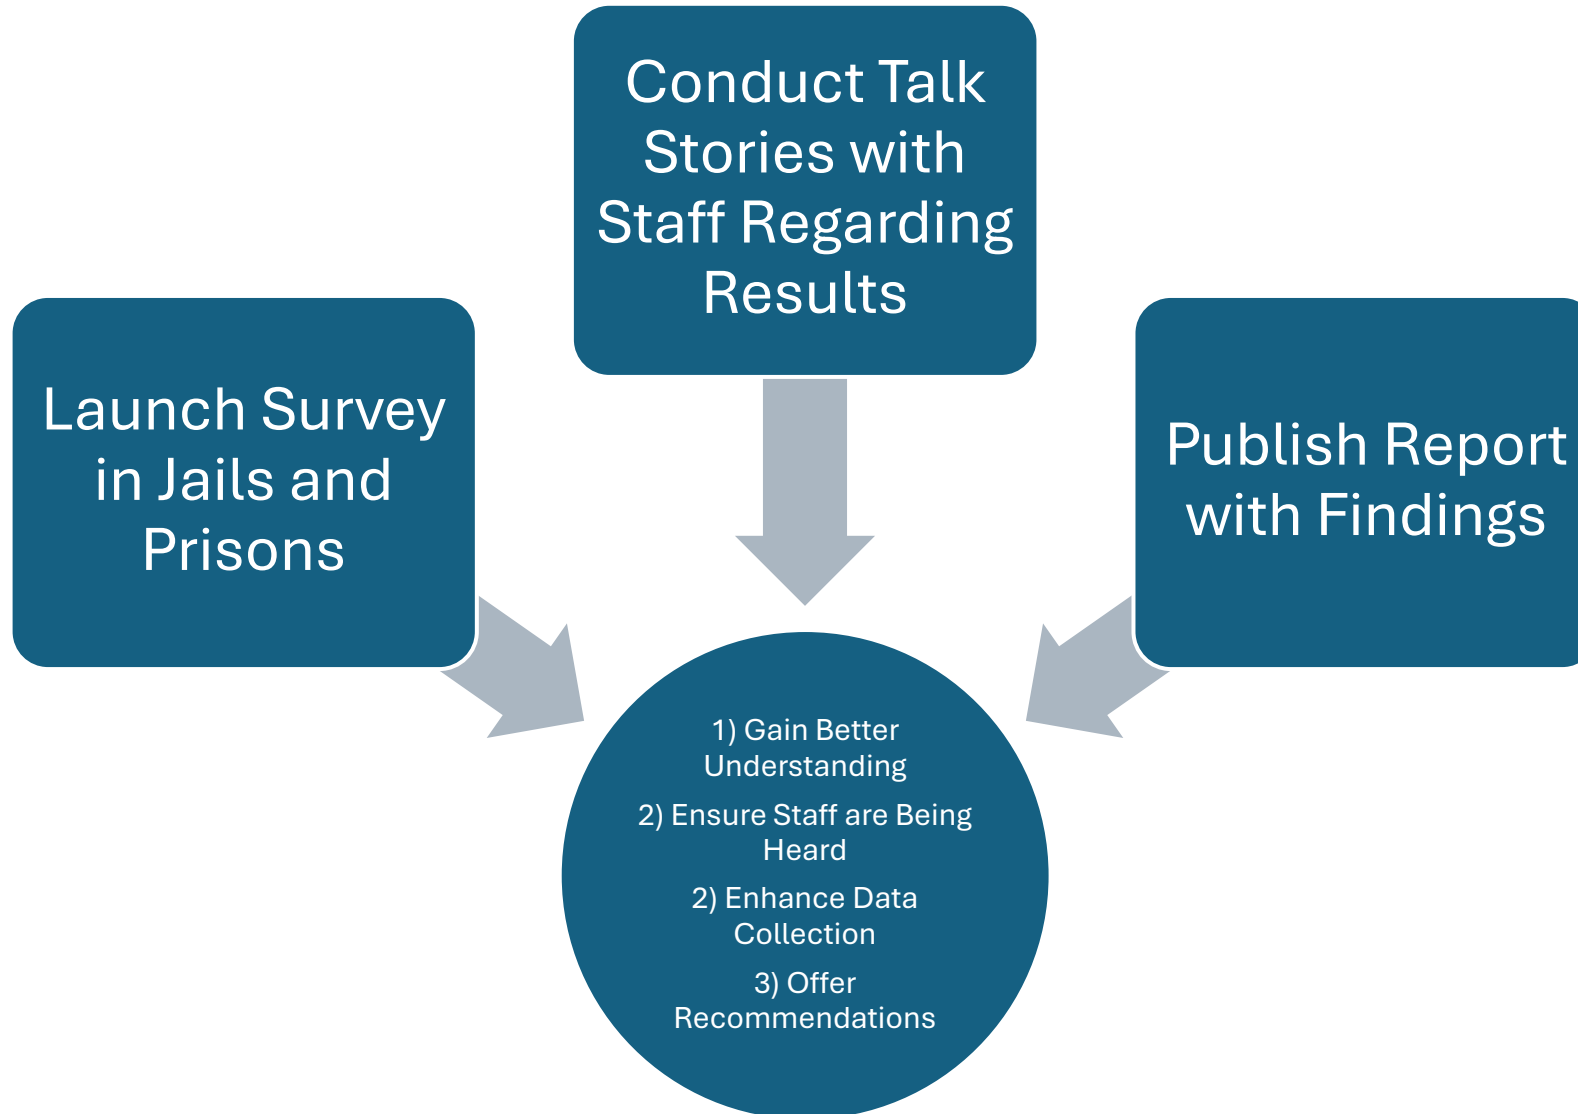 Conduct Talk
Stories with
Staff Regarding
Results
Launch Survey
in Jails and
Prisons
Publish Report
with Findings
1) Gain Better
Understanding
2) Ensure Staff are Being
Heard
2) Enhance Data
Collection
3) Offer
Recommendations